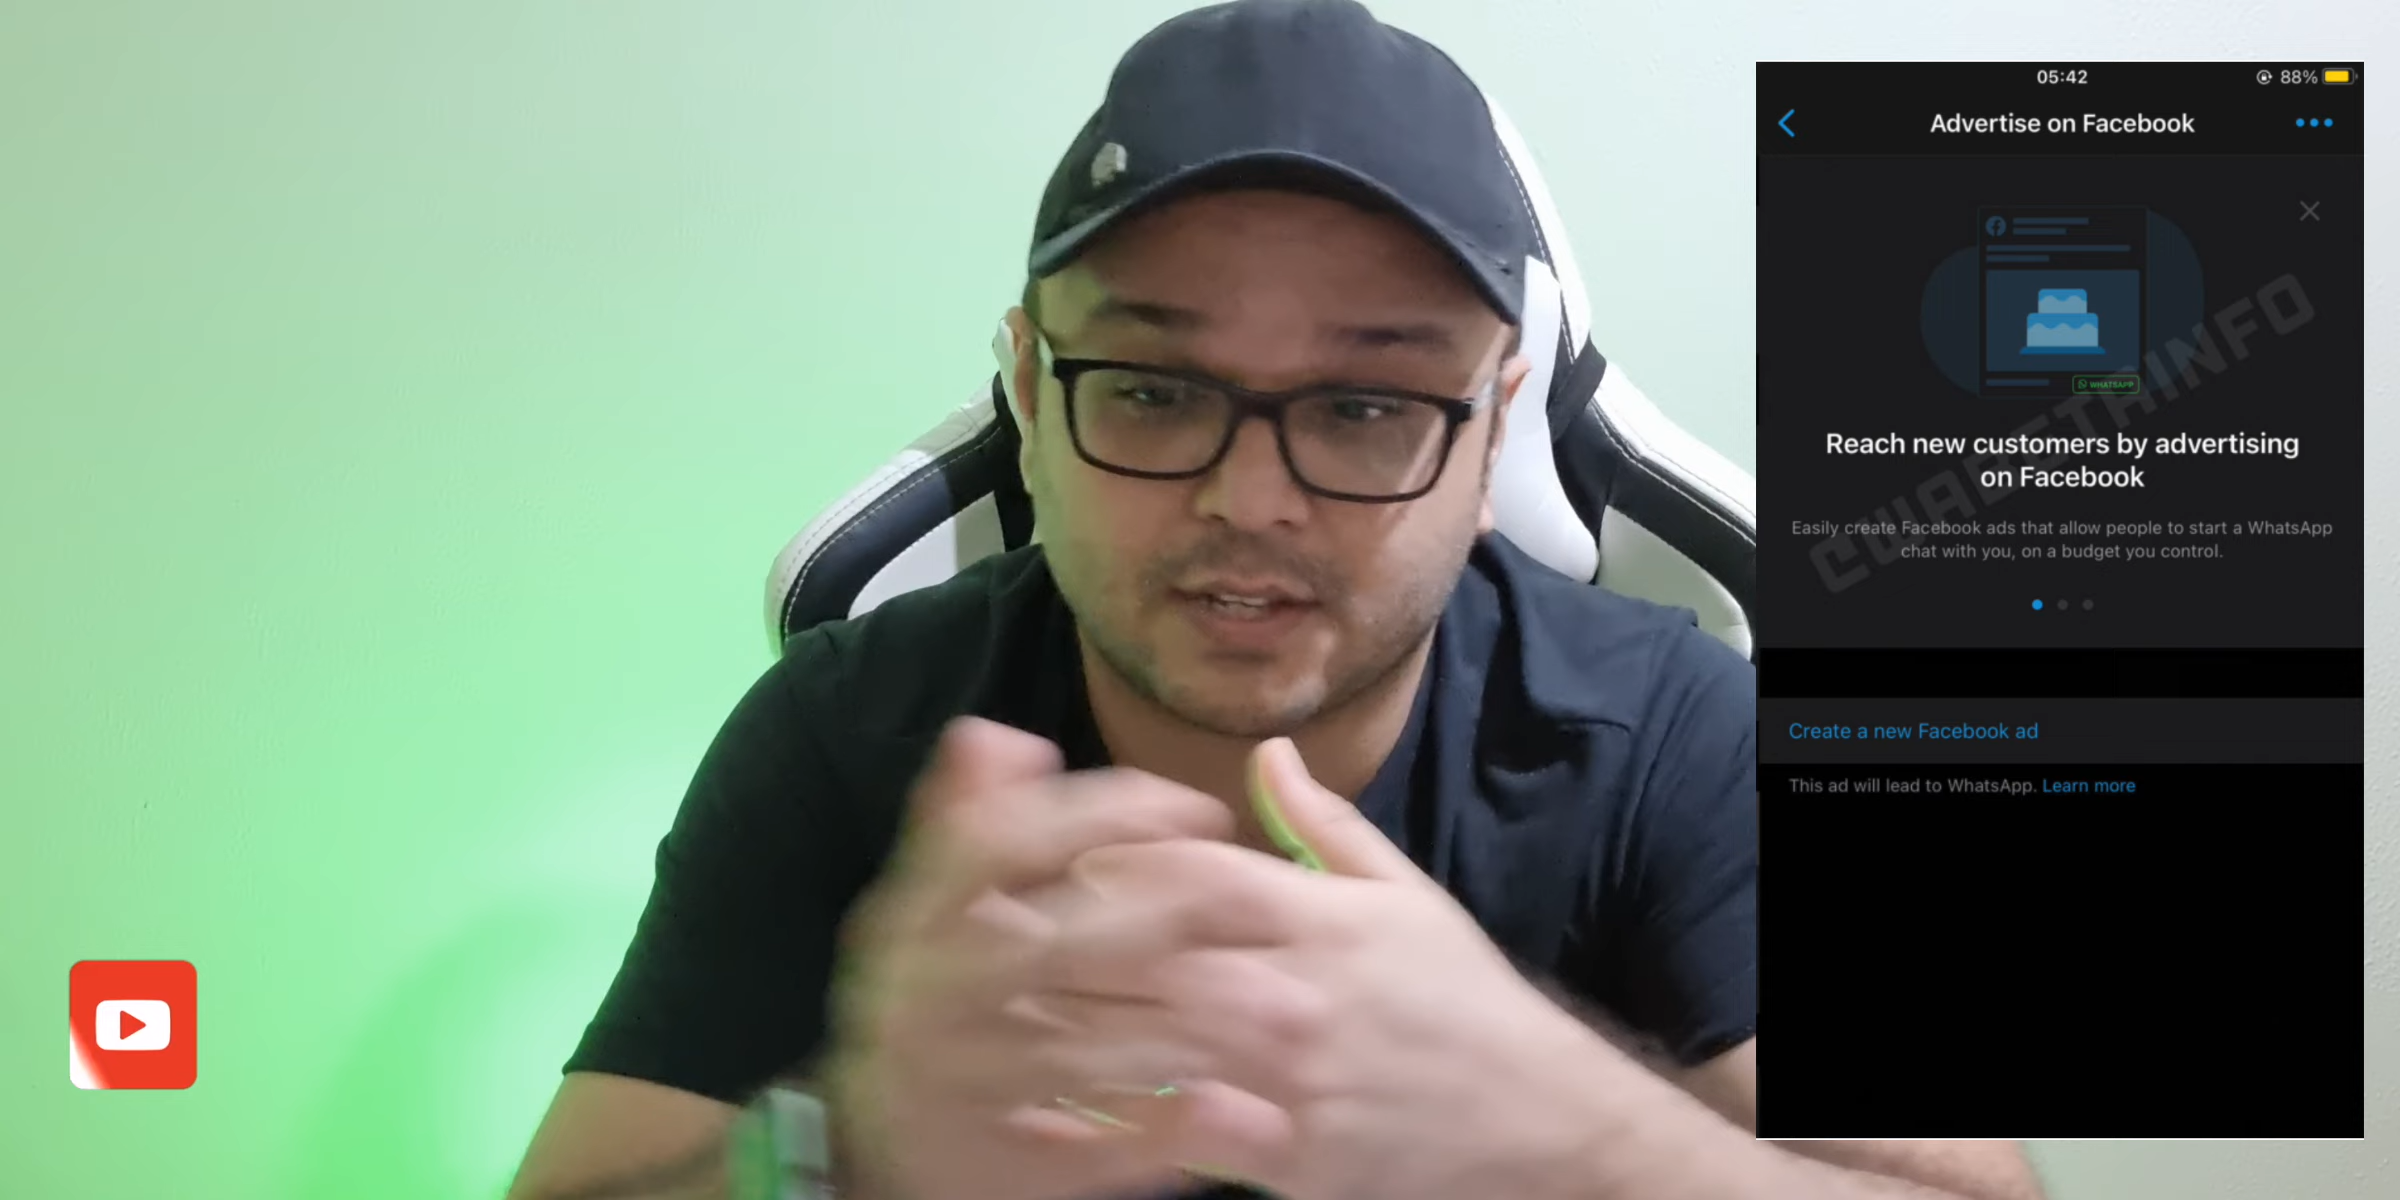 05:42
88%
Advertise on Facebook
WHATSAPP
CWABETAINFO
Reach new customers by advertising
on Facebook
Easily create Facebook ads that allow people to start a WhatsApp
chat with you, on a budget you control.
Create a new Facebook ad
This ad will lead to WhatsApp. Learn more